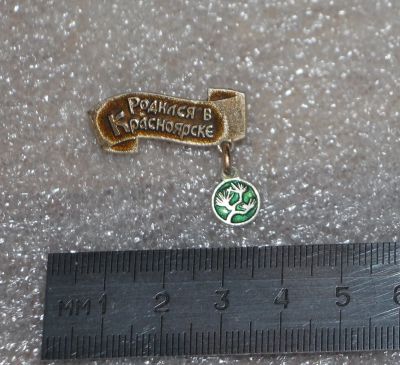 Родился в
Красноярске
мм 1 2 3 4 5 6